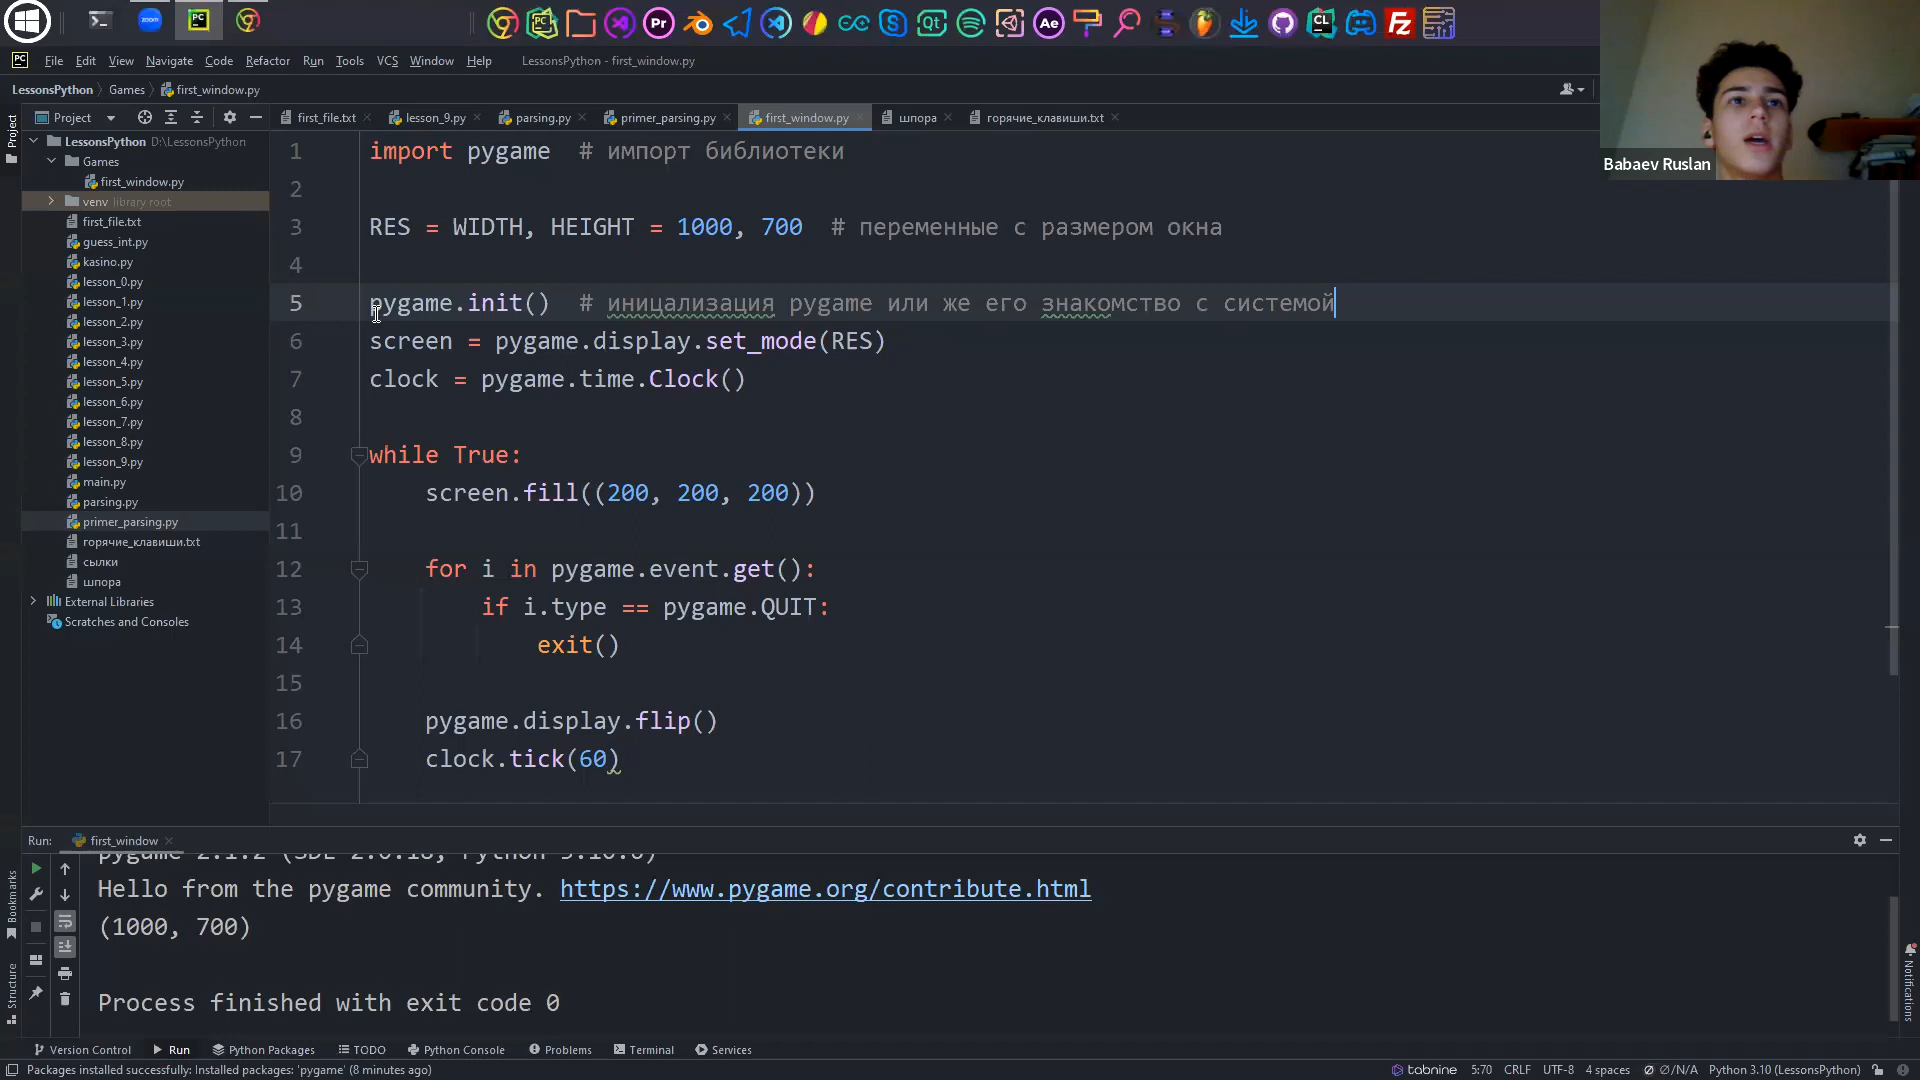 PC
Pr
Qt
Ae
CL
Fz
PC File Edit View Navigate Code Refactor Run Tools VCS Window Help LessonsPython - first_window.py
LessonsPython Games first_window.py
Babaev Ruslan
Project
Project
first_file.txt lesson_9.py parsing.py primer_parsing.py first_window.py шпора горячие_клавиши.txt
LessonsPython D:\LessonsPython
Games
first_window.py
venv library root
first_file.txt
guess_int.py
kasino.py
lesson_0.py
lesson_1.py
lesson_2.py
lesson_3.py
lesson_4.py
lesson_5.py
lesson_6.py
lesson_7.py
lesson_8.py
lesson_9.py
main.py
parsing.py
primer_parsing.py
горячие_клавиши.txt
сылки
шпора
External Libraries
Scratches and Consoles
1 import pygame # импорт библиотеки
2
3 RES = WIDTH, HEIGHT = 1000, 700 # переменные с размером окна
4
5 pygame.init() # иницализация pygame или же его знакомство с системой
6 screen = pygame.display.set_mode(RES)
7 clock = pygame.time.Clock()
8
9 while True:
10 screen.fill((200, 200, 200))
11
12 for i in pygame.event.get():
13 if i.type == pygame.QUIT:
14 exit()
15
16 pygame.display.flip()
17 clock.tick(60)
Run: first_window
pygame 2.1.2 (SDL 2.0.18, Python 3.10.6)
Hello from the pygame community. https://www.pygame.org/contribute.html
(1000, 700)
Process finished with exit code 0
Bookmarks
Structure
Notifications
Version Control Run Python Packages TODO Python Console Problems Terminal Services
Packages installed successfully: Installed packages: 'pygame' (8 minutes ago)
tabnine 5:70 CRLF UTF-8 4 spaces Ø/N/A Python 3.10 (LessonsPython)